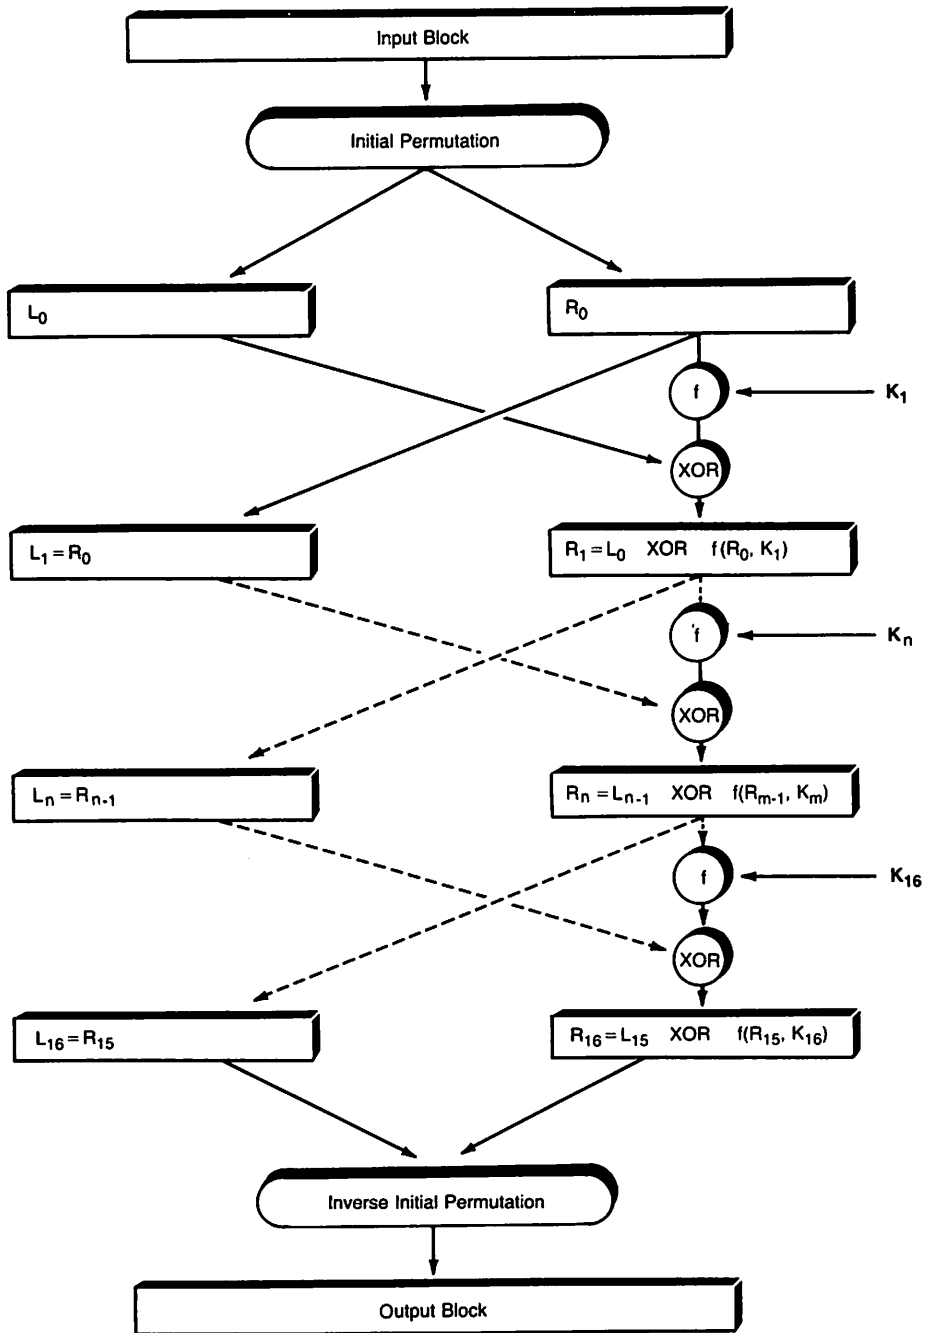 Input Block
Initial Permutation
L₀
R₀
f
K₁
XOR
L₁ = R₀
R₁ = L₀ XOR f(R₀, K₁)
'f
Kₙ
XOR
Lₙ = Rₙ₋₁
Rₙ = Lₙ₋₁ XOR f(Rₘ₋₁, Kₘ)
f
K₁₆
XOR
L₁₆ = R₁₅
R₁₆ = L₁₅ XOR f(R₁₅, K₁₆)
Inverse Initial Permutation
Output Block